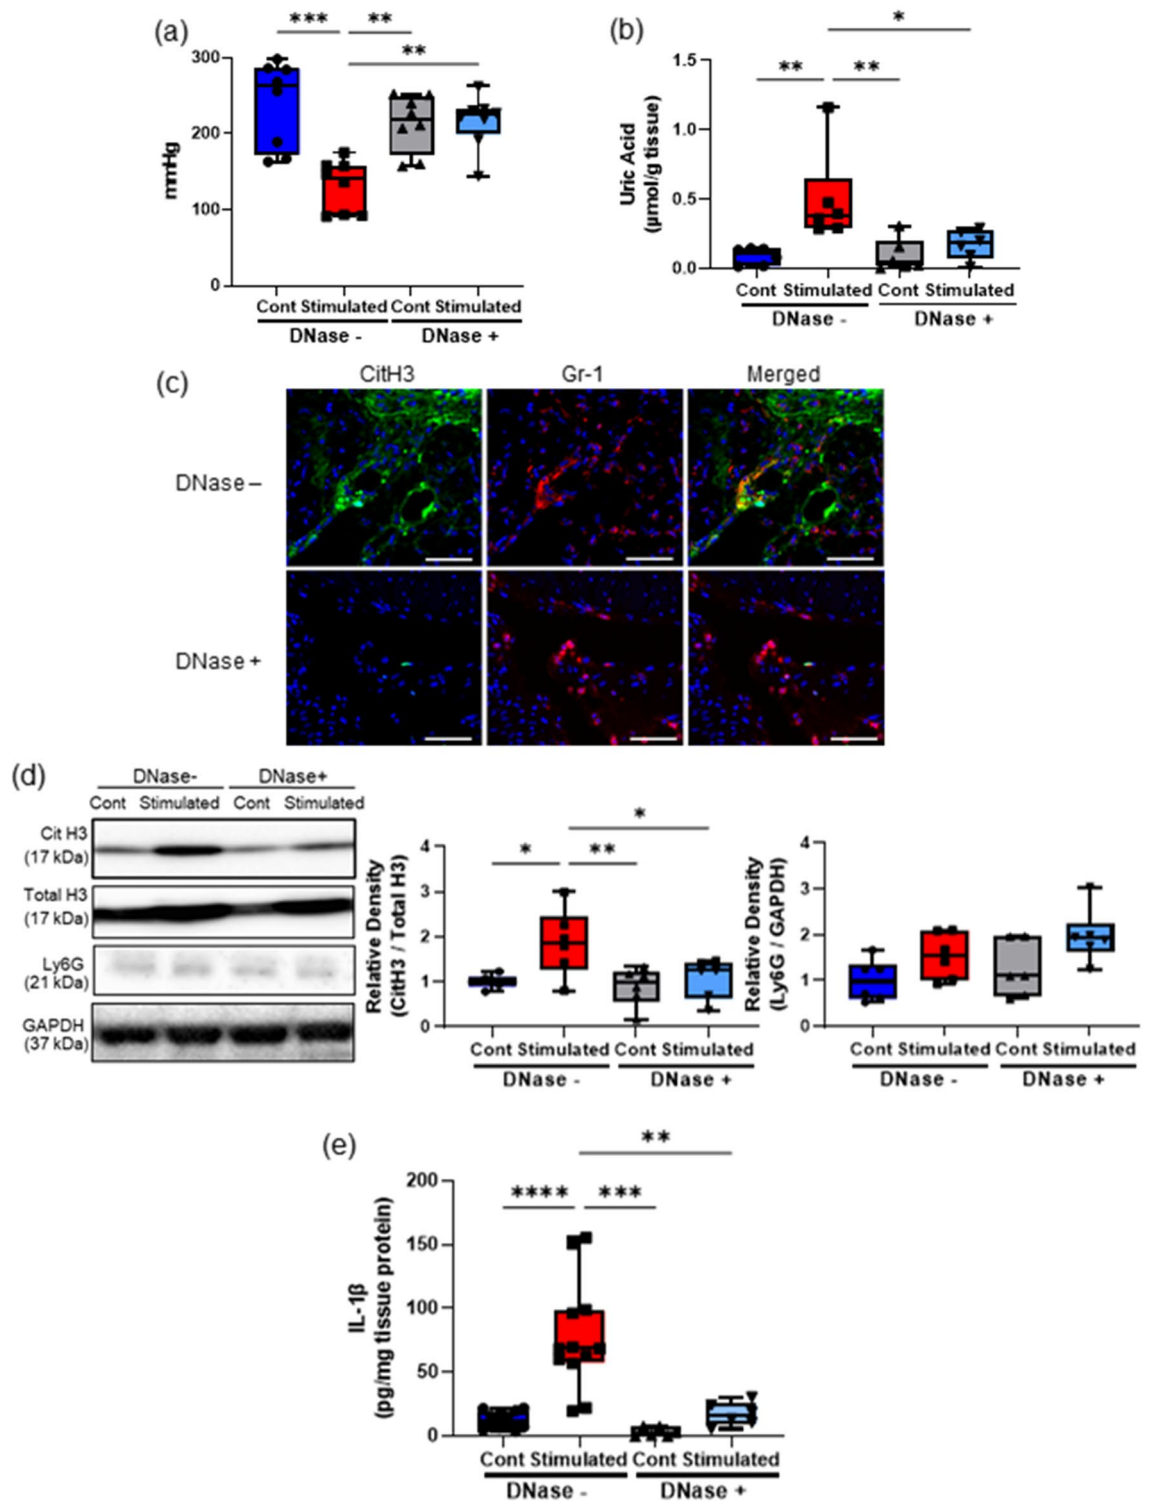 (a)
*** **
**
mmHg
300
200
100
0
Cont Stimulated Cont Stimulated
DNase - DNase +
(b)
*
** **
Uric Acid
(µmol/g tissue)
1.5
1.0
0.5
0.0
Cont Stimulated Cont Stimulated
DNase - DNase +
(c)
CitH3 Gr-1 Merged
DNase –
DNase +
(d)
DNase- DNase+
Cont Stimulated Cont Stimulated
Cit H3
(17 kDa)
Total H3
(17 kDa)
Ly6G
(21 kDa)
GAPDH
(37 kDa)
*
* **
Relative Density
(CitH3 / Total H3)
4
3
2
1
0
Cont Stimulated Cont Stimulated
DNase - DNase +
Relative Density
(Ly6G / GAPDH)
4
3
2
1
0
Cont Stimulated Cont Stimulated
DNase - DNase +
(e)
**
**** ***
IL-1β
(pg/mg tissue protein)
200
150
100
50
0
Cont Stimulated Cont Stimulated
DNase - DNase +